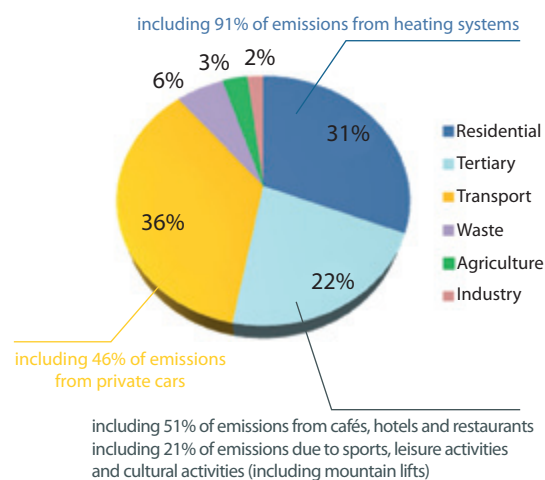 including 91% of emissions from heating systems
2%
3%
6%
31%
36%
22%
Residential
Tertiary
Transport
Waste
Agriculture
Industry
including 46% of emissions
from private cars
including 51% of emissions from cafés, hotels and restaurants
including 21% of emissions due to sports, leisure activities
and cultural activities (including mountain lifts)